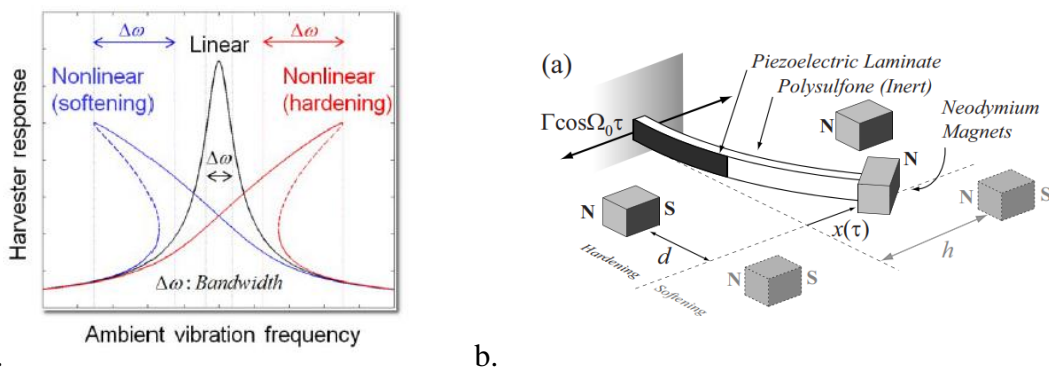 Δω
Linear
Δω
Nonlinear
(softening)
Nonlinear
(hardening)
Δω
Harvester response
Δω : Bandwidth
Ambient vibration frequency
.
b.
(a)
Piezoelectric Laminate
Polysulfone (Inert)
Neodymium
Magnets
ΓcosΩ₀τ
N
N
N S
N S
x(τ)
h
d
Hardening
Softening
N S